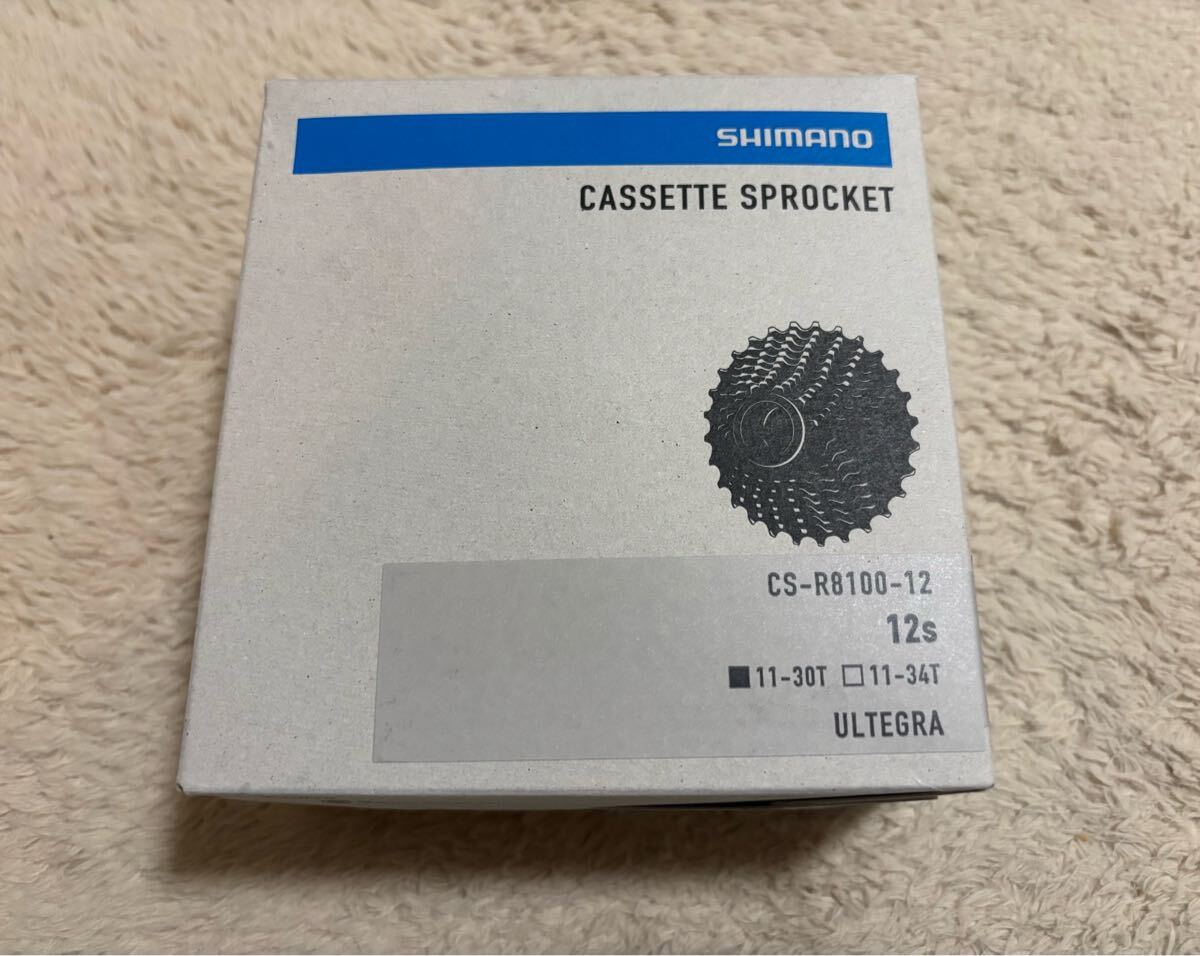 SHIMANO
CASSETTE SPROCKET
CS-R8100-12
12s
■11-30T □11-34T
ULTEGRA